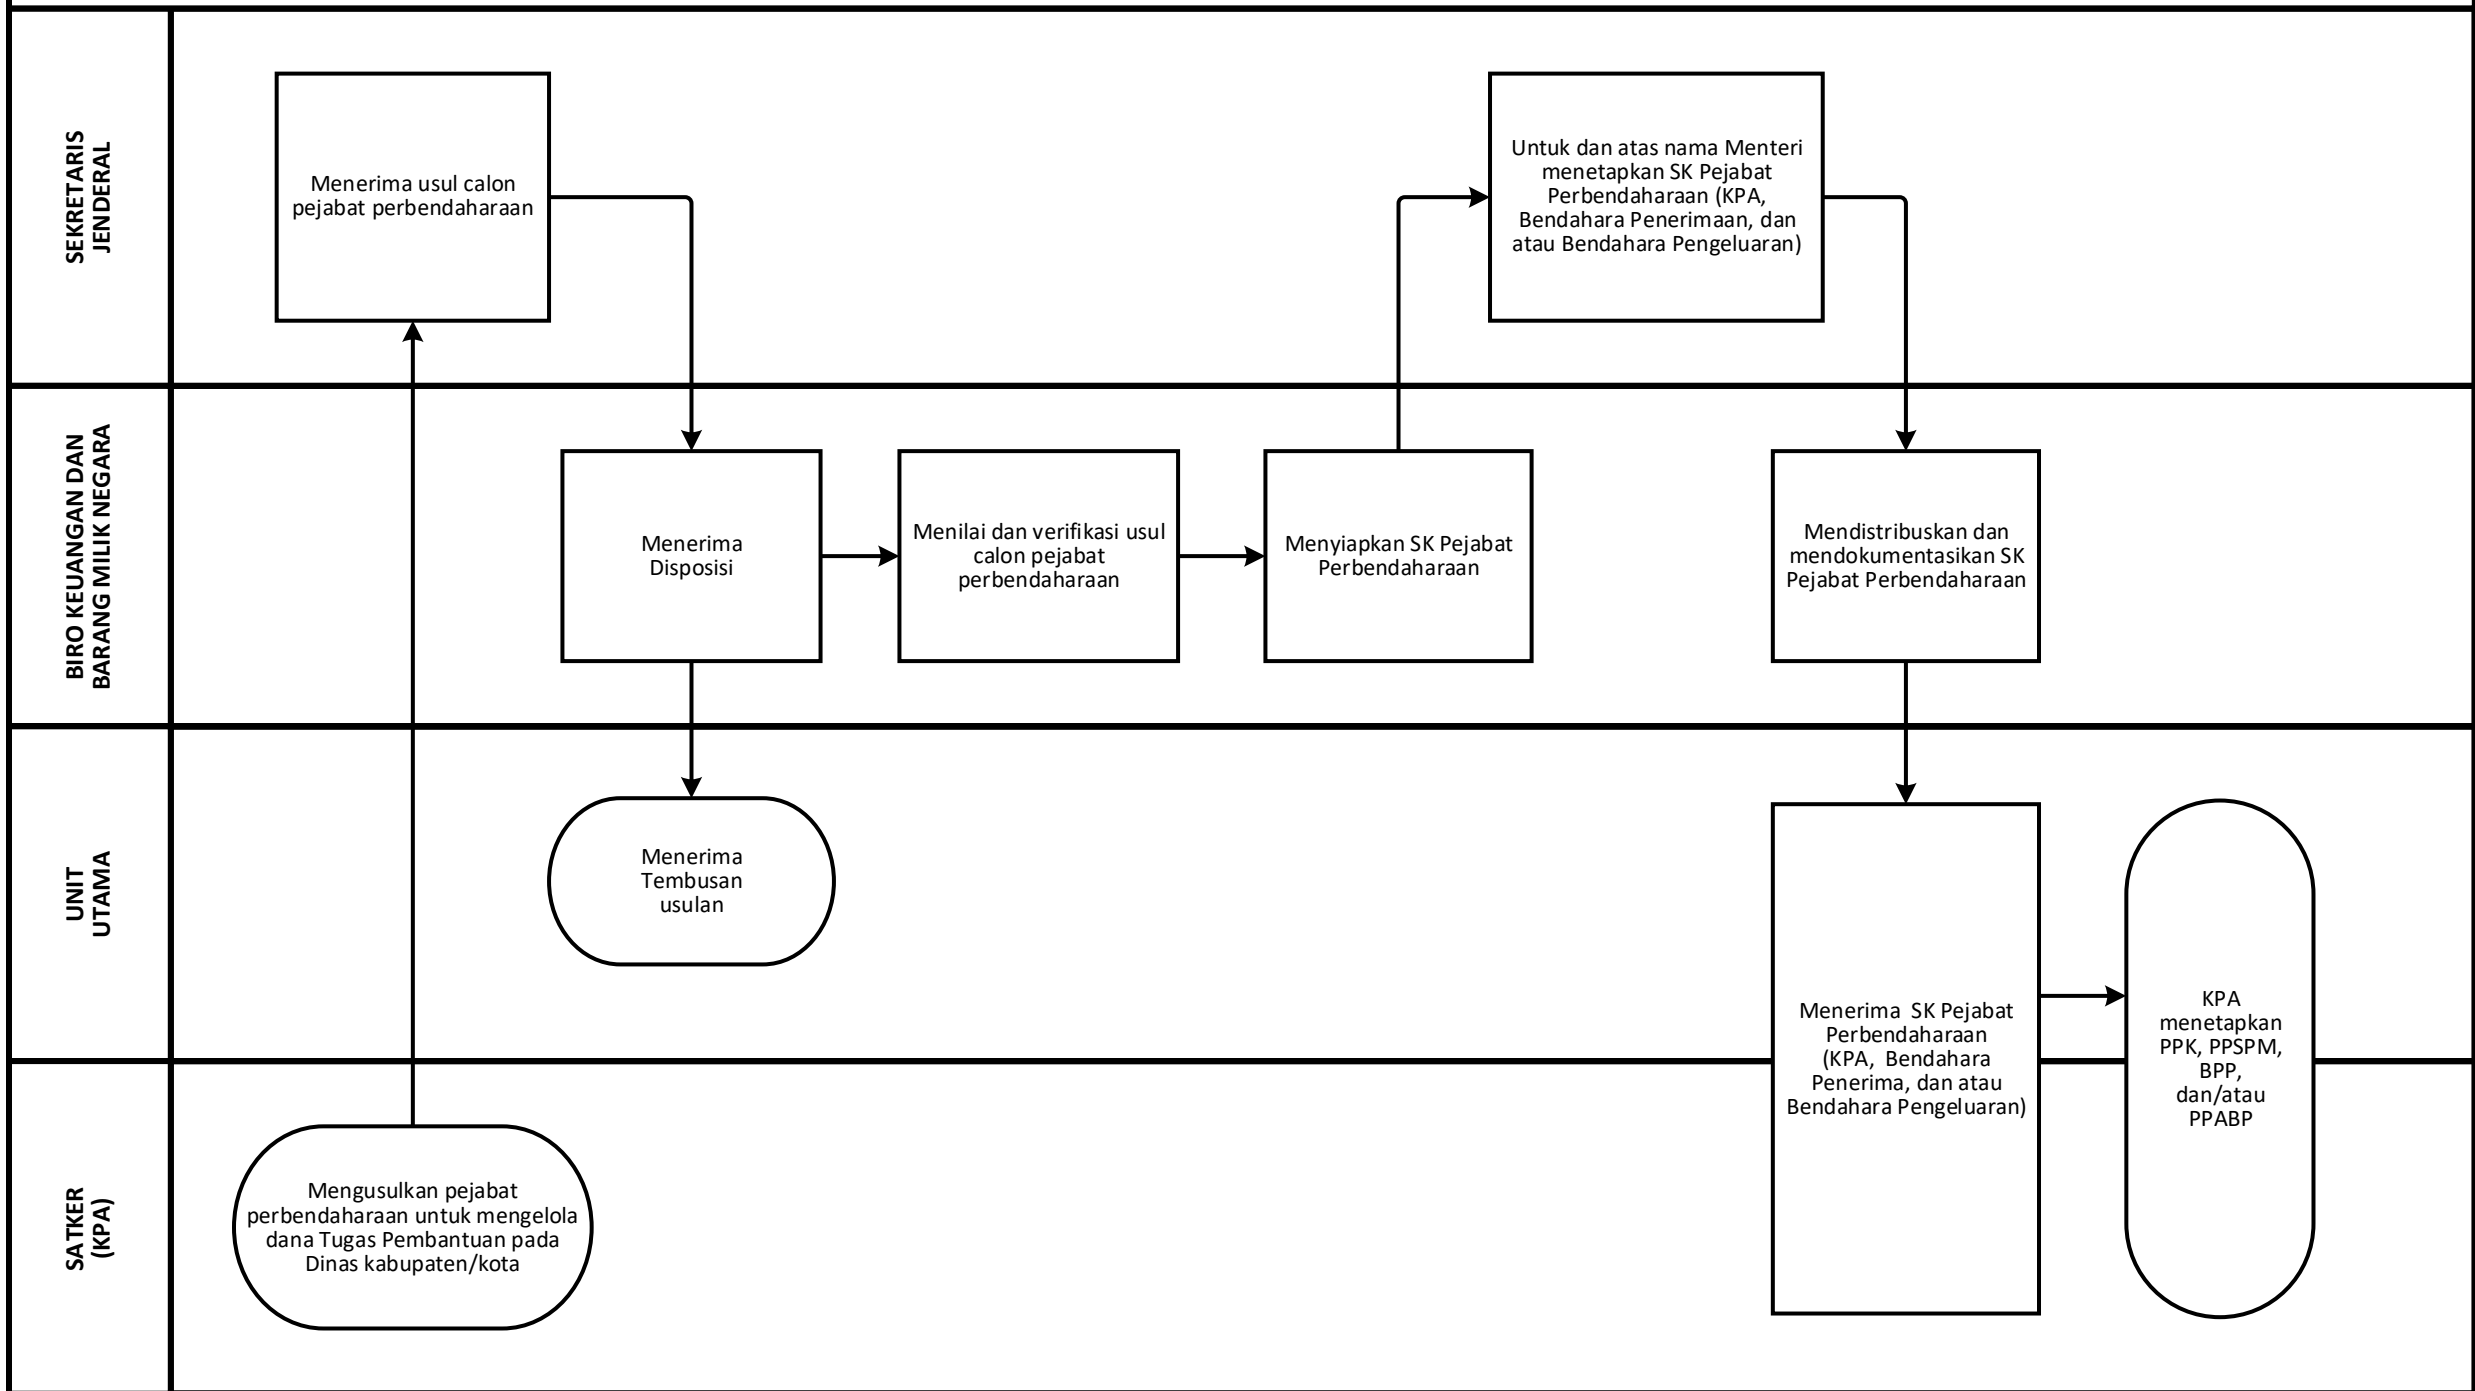 SEKRETARIS
JENDERAL
Menerima usul calon
pejabat perbendaharaan
Untuk dan atas nama Menteri
menetapkan SK Pejabat
Perbendaharaan (KPA,
Bendahara Penerimaan, dan
atau Bendahara Pengeluaran)
BIRO KEUANGAN DAN
BARANG MILIK NEGARA
Menerima
Disposisi
Menilai dan verifikasi usul
calon pejabat
perbendaharaan
Menyiapkan SK Pejabat
Perbendaharaan
Mendistribuskan dan
mendokumentasikan SK
Pejabat Perbendaharaan
UNIT
UTAMA
Menerima
Tembusan
usulan
Menerima SK Pejabat
Perbendaharaan
(KPA, Bendahara
Penerima, dan atau
Bendahara Pengeluaran)
KPA
menetapkan
PPK, PPSPM,
BPP,
dan/atau
PPABP
SATKER
(KPA)
Mengusulkan pejabat
perbendaharaan untuk mengelola
dana Tugas Pembantuan pada
Dinas kabupaten/kota